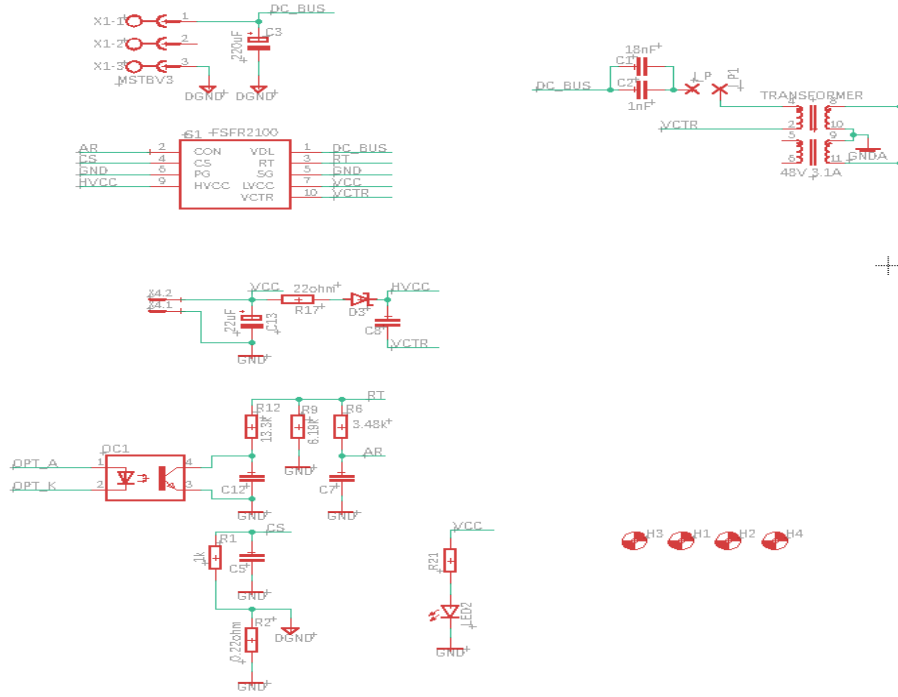 DC_BUS
X1-1
1
C3
220uF
X1-2
2
X1-3
3
MSTBV3
DGND
DGND
18nF
C1
DC_BUS
C2
1nF
J_P
J_P1
TRANSFORMER
4
8
VCTR
2
10
5
9
GNDA
6
11
48V 3.1A
S1
FSFR2100
AR
2
CON
VDL
1
DC_BUS
CS
4
CS
RT
3
RT
GND
6
PG
SG
5
GND
HVCC
9
HVCC
LVCC
7
VCC
VCTR
10
VCTR
X4.2
X4.1
VCC
22ohm
HVCC
R17
D3
22uF
C13
C8
GND
VCTR
RT
R12
13.3k
R9
6.19k
R6
3.48k
OC1
OPT_A
1
4
GND
AR
OPT_K
2
3
C12
C7
GND
GND
CS
R1
1k
C5
GND
VCC
R21
LED2
GND
H3
H1
H2
H4
R2
DGND
0.22ohm
GND